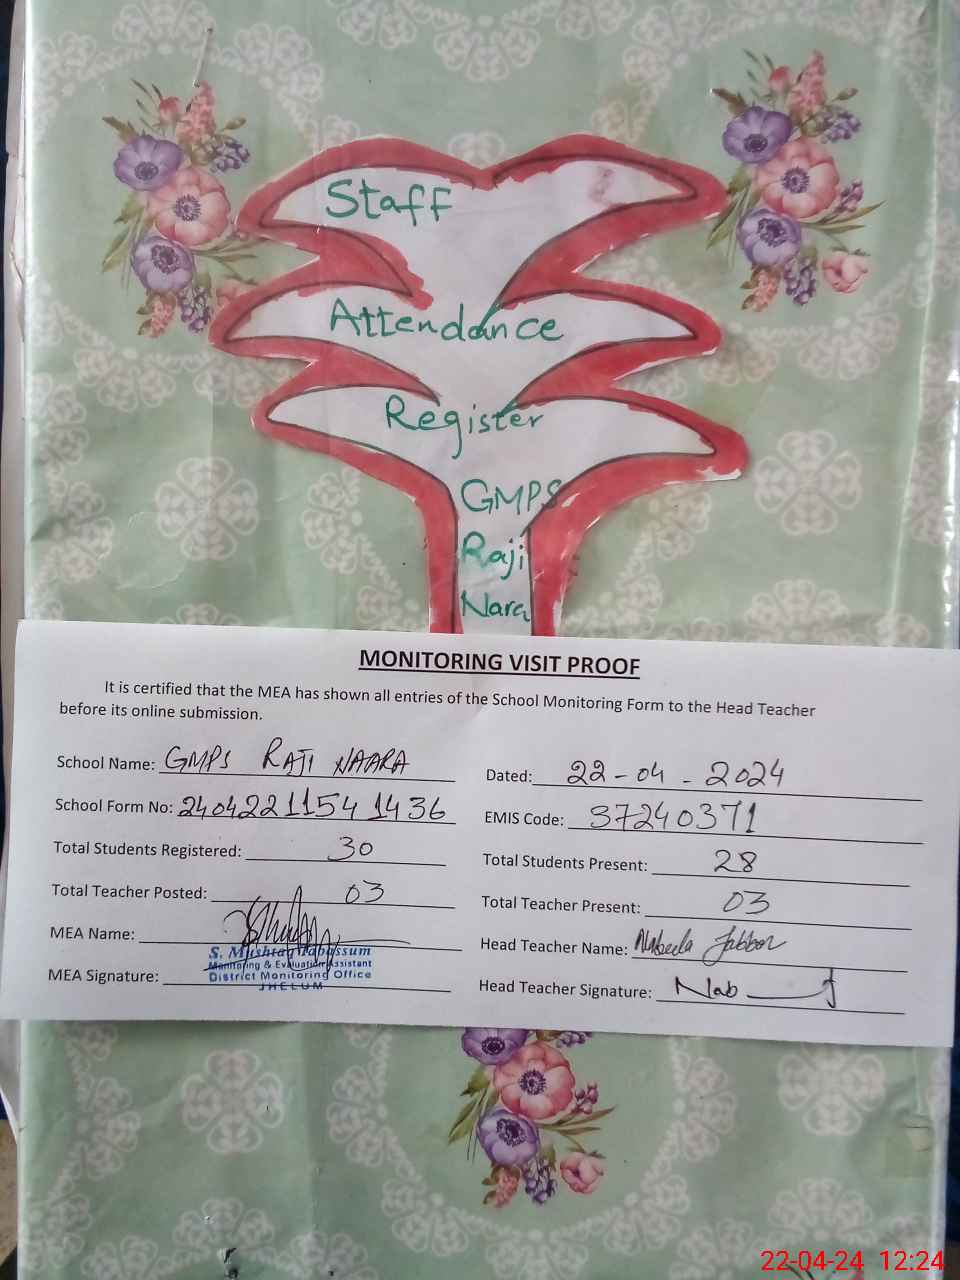 Staff
Attendance
Register
GMPS
Raji
Nara
MONITORING VISIT PROOF
It is certified that the MEA has shown all entries of the School Monitoring Form to the Head Teacher
before its online submission.
School Name: GMPS RAJI NAARA
Dated: 22-04-2024
School Form No: 24042211541436
EMIS Code: 37240371
Total Students Registered: 30
Total Students Present: 28
Total Teacher Posted: 03
Total Teacher Present: 03
MEA Name:
Head Teacher Name: Nabeela Jabbar
S. Mushtaq Tabassum
Monitoring & Evaluation Assistant
District Monitoring Office
JHELUM
MEA Signature:
Head Teacher Signature: Nab J
22-04-24 12:24